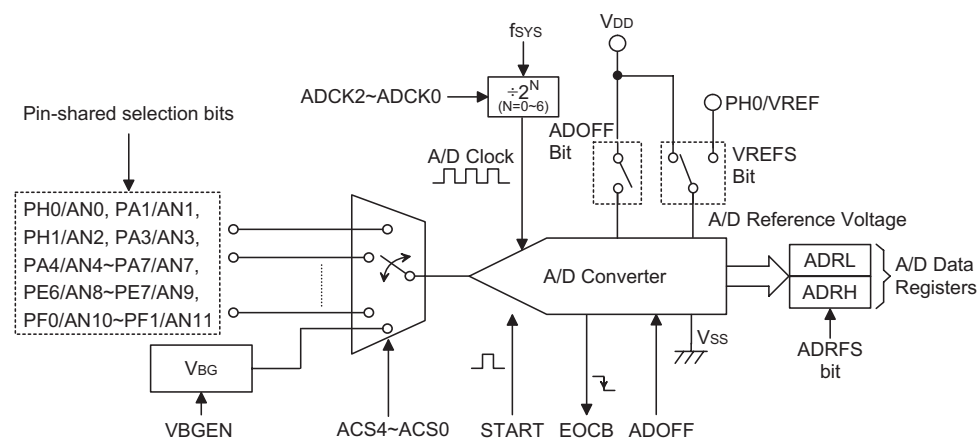 fSYS
VDD
÷2N
(N=0~6)
ADCK2~ADCK0
PH0/VREF
Pin-shared selection bits
ADOFF
Bit
VREFS
Bit
A/D Clock
A/D Reference Voltage
PH0/AN0, PA1/AN1,
PH1/AN2, PA3/AN3,
PA4/AN4~PA7/AN7,
PE6/AN8~PE7/AN9,
PF0/AN10~PF1/AN11
A/D Converter
ADRL
ADRH
A/D Data
Registers
VSS
ADRFS
bit
VBG
VBGEN
ACS4~ACS0
START
EOCB
ADOFF